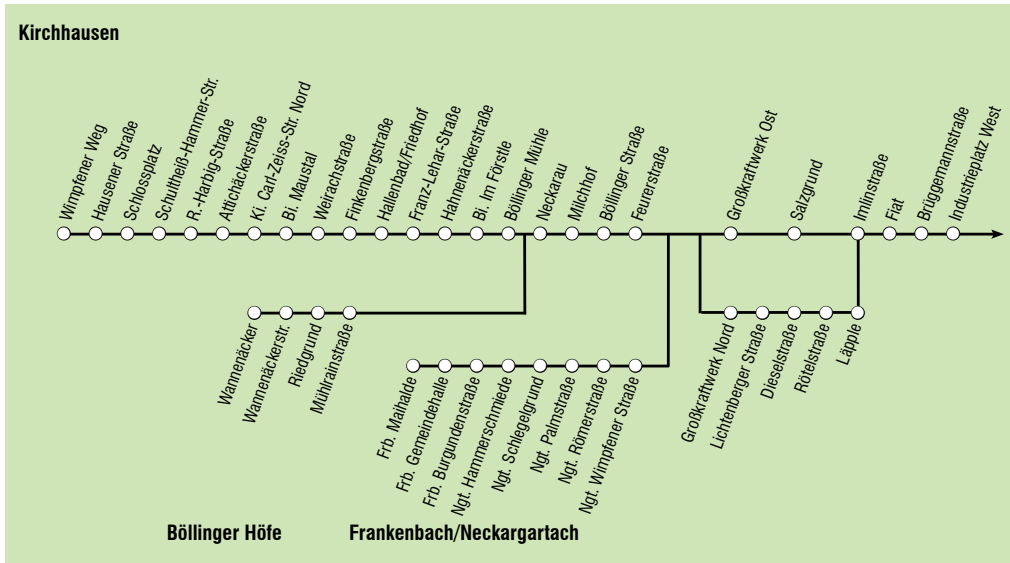 Kirchhausen
Wimpfener Weg
Hausener Straße
Schlossplatz
Schultheiß-Hammer-Str.
R.-Harbig-Straße
Attichäckerstraße
Ki. Carl-Zeiss-Str. Nord
Bi. Maustal
Weirachstraße
Finkenbergstraße
Hallenbad/Friedhof
Franz-Lehar-Straße
Hahnenäckerstraße
Bi. Im Förstle
Böllinger Mühle
Neckarau
Milchhof
Böllinger Straße
Feurerstraße
Großkraftwerk Ost
Salzgrund
Imlinstraße
Fiat
Brüggemannstraße
Industrieplatz West
Wannenäcker
Wannenäckerstr.
Riedgrund
Mühlrainstraße
Großkraftwerk Nord
Lichtenberger Straße
Dieselstraße
Rötelstraße
Läpple
Frb. Maihalde
Frb. Gemeindehalle
Frb. Burgundenstraße
Ngt. Hammerschmiede
Ngt. Schlegelgrund
Ngt. Palmstraße
Ngt. Römerstraße
Ngt. Wimpfener Straße
Böllinger Höfe
Frankenbach/Neckargartach